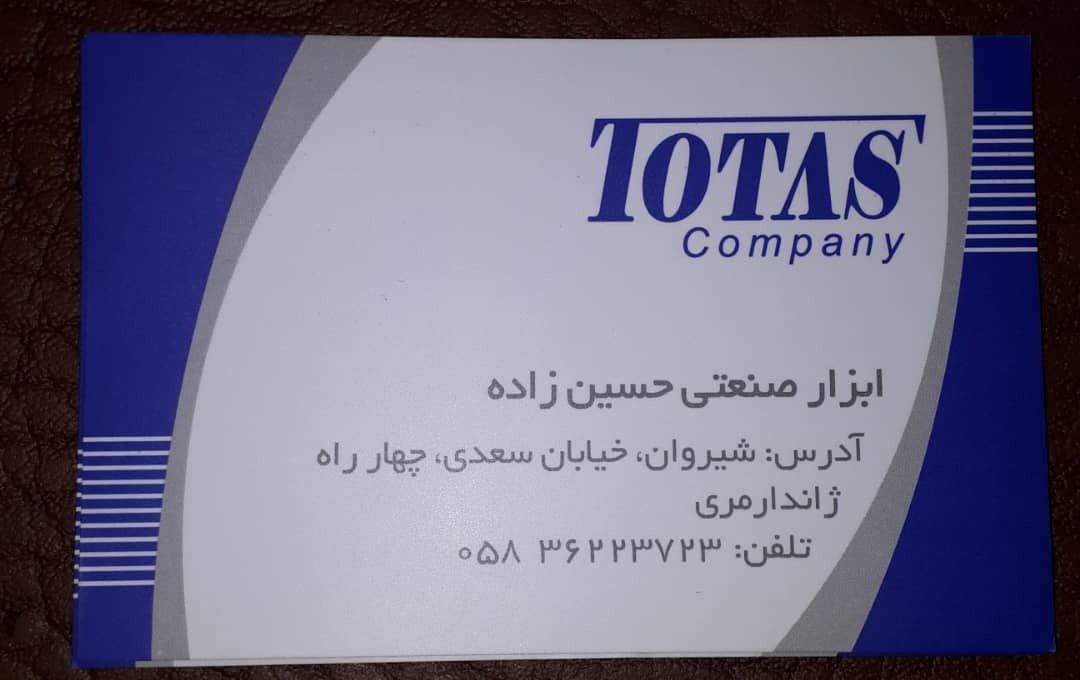 TOTAS
Company
ابزار صنعتی حسین زاده
آدرس: شیروان، خیابان سعدی، چهار راه
ژاندارمری
تلفن: ۳۶۲۲۳۷۲۳ ۰۵۸